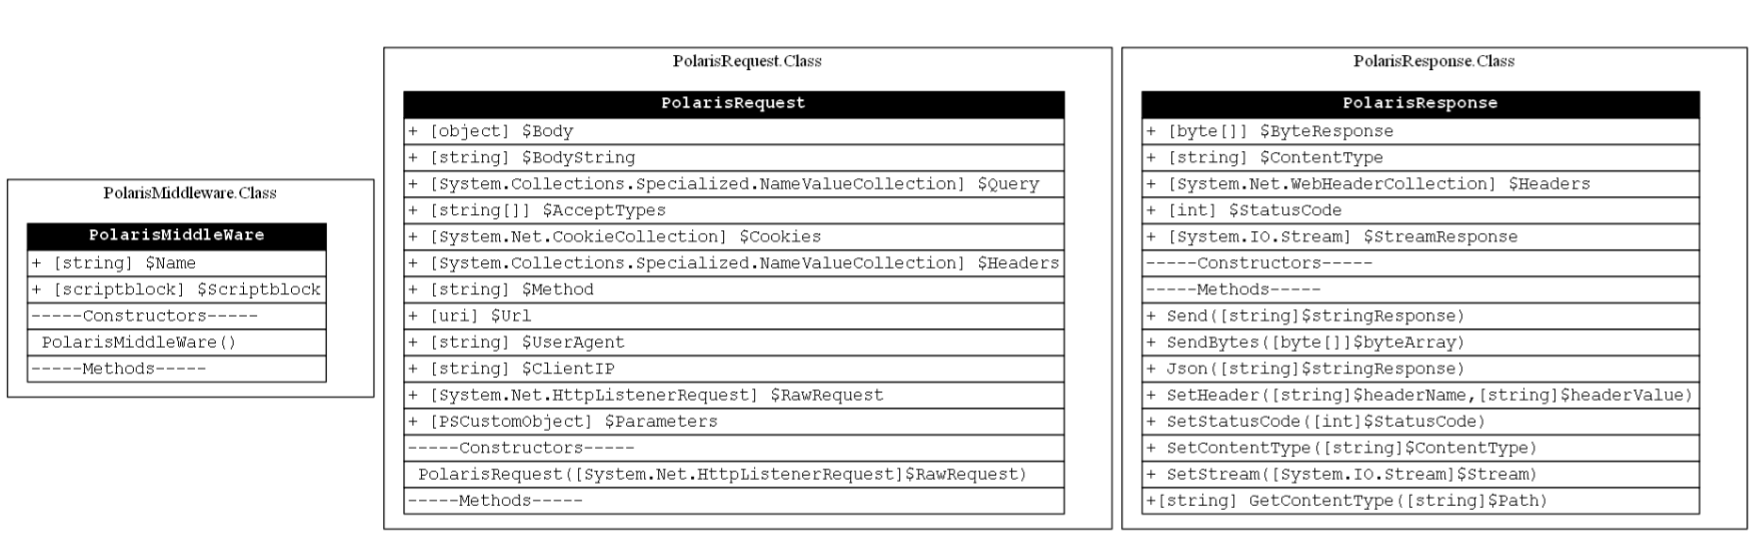 PolarisMiddleware.Class
PolarisMiddleWare
+ [string] $Name
+ [scriptblock] $Scriptblock
-----Constructors-----
PolarisMiddleWare()
-----Methods-----
PolarisRequest.Class
PolarisRequest
+ [object] $Body
+ [string] $BodyString
+ [System.Collections.Specialized.NameValueCollection] $Query
+ [string[]] $AcceptTypes
+ [System.Net.CookieCollection] $Cookies
+ [System.Collections.Specialized.NameValueCollection] $Headers
+ [string] $Method
+ [uri] $Url
+ [string] $UserAgent
+ [string] $ClientIP
+ [System.Net.HttpListenerRequest] $RawRequest
+ [PSCustomObject] $Parameters
-----Constructors-----
PolarisRequest([System.Net.HttpListenerRequest]$RawRequest)
-----Methods-----
PolarisResponse.Class
PolarisResponse
+ [byte[]] $ByteResponse
+ [string] $ContentType
+ [System.Net.WebHeaderCollection] $Headers
+ [int] $StatusCode
+ [System.IO.Stream] $StreamResponse
-----Constructors-----
-----Methods-----
+ Send([string]$stringResponse)
+ SendBytes([byte[]]$byteArray)
+ Json([string]$stringResponse)
+ SetHeader([string]$headerName,[string]$headerValue)
+ SetStatusCode([int]$StatusCode)
+ SetContentType([string]$ContentType)
+ SetStream([System.IO.Stream]$Stream)
+[string] GetContentType([string]$Path)